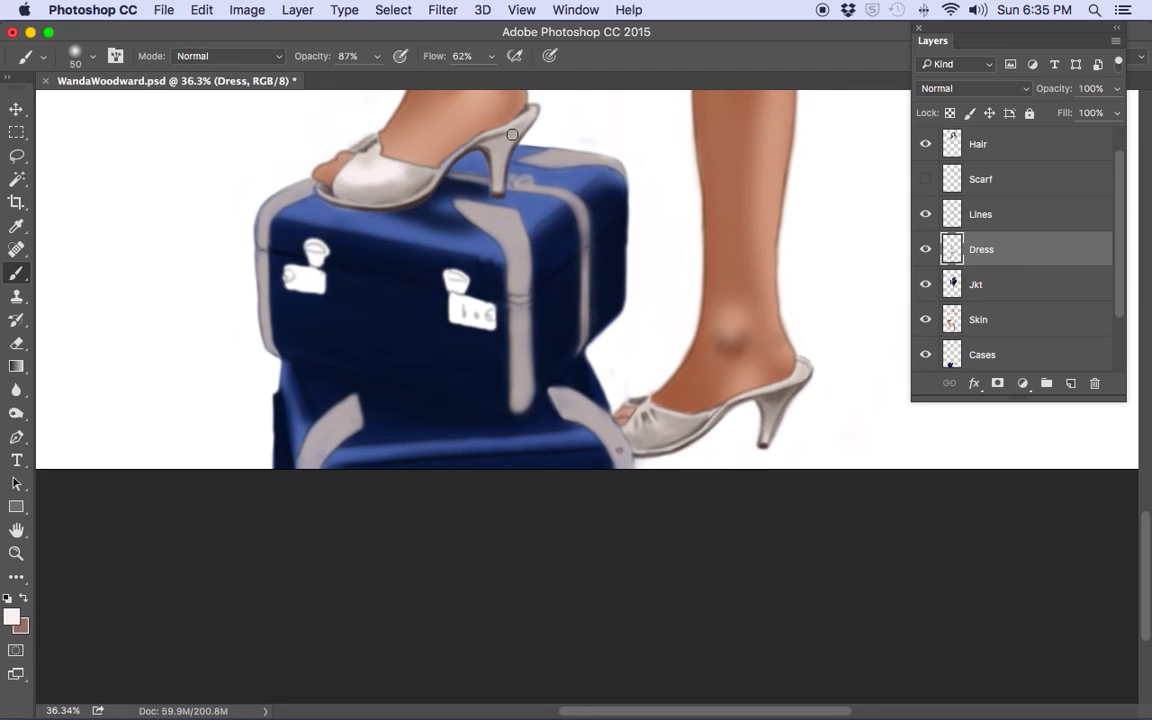 Photoshop CC File Edit Image Layer Type Select Filter 3D View Window Help Sun 6:35 PM
Adobe Photoshop CC 2015
50 Mode: Normal Opacity: 87% Flow: 62%
WandaWoodward.psd @ 36.3% (Dress, RGB/8) *
Layers
Kind
Normal Opacity: 100%
Lock: Fill: 100%
Hair
Scarf
Lines
Dress
Jkt
Skin
Cases
fx
36.34% Doc: 59.9M/200.8M